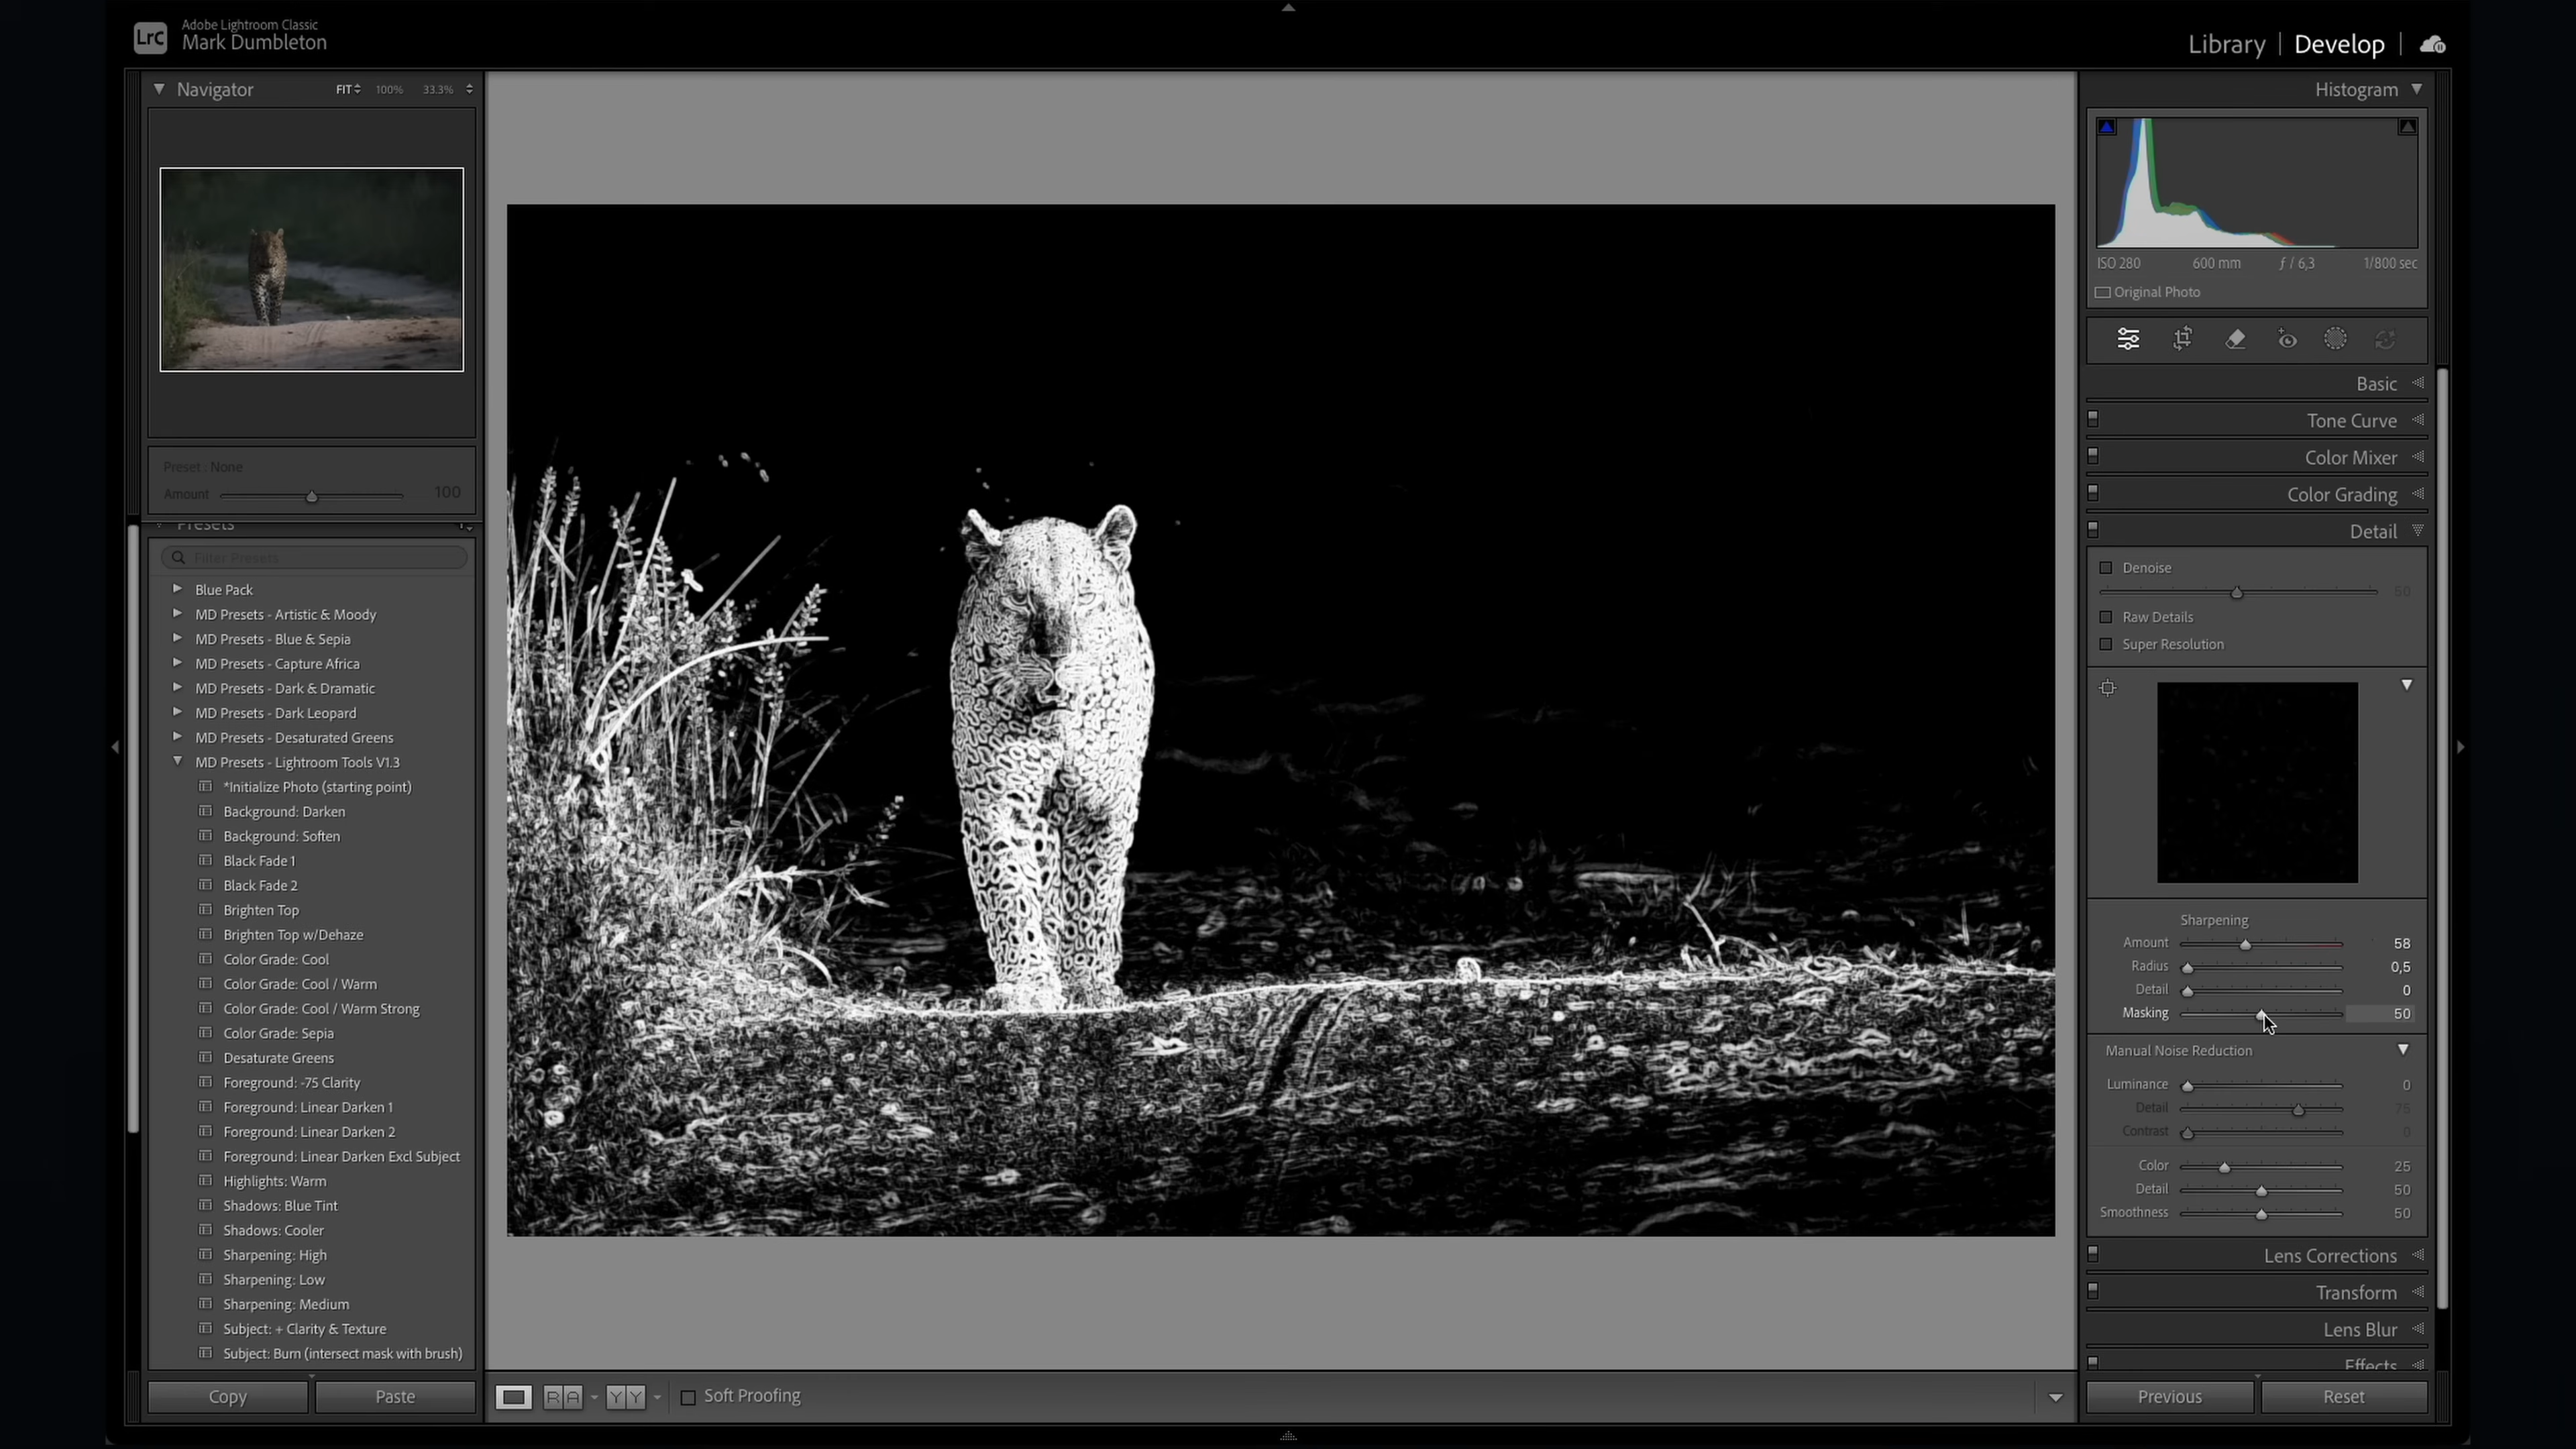 Adobe Lightroom Classic
Mark Dumbleton
Library | Develop |
Navigator FIT 100% 33.3%
Preset : None
Amount 100
Presets
Filter Presets
Blue Pack
MD Presets - Artistic & Moody
MD Presets - Blue & Sepia
MD Presets - Capture Africa
MD Presets - Dark & Dramatic
MD Presets - Dark Leopard
MD Presets - Desaturated Greens
MD Presets - Lightroom Tools V1.3
*Initialize Photo (starting point)
Background: Darken
Background: Soften
Black Fade 1
Black Fade 2
Brighten Top
Brighten Top w/Dehaze
Color Grade: Cool
Color Grade: Cool / Warm
Color Grade: Cool / Warm Strong
Color Grade: Sepia
Desaturate Greens
Foreground: -75 Clarity
Foreground: Linear Darken 1
Foreground: Linear Darken 2
Foreground: Linear Darken Excl Subject
Highlights: Warm
Shadows: Blue Tint
Shadows: Cooler
Sharpening: High
Sharpening: Low
Sharpening: Medium
Subject: + Clarity & Texture
Subject: Burn (intersect mask with brush)
Copy Paste
RA YY Soft Proofing
Histogram
ISO 280 600 mm ƒ / 6,3 1/800 sec
Original Photo
Basic
Tone Curve
Color Mixer
Color Grading
Detail
Denoise
50
Raw Details
Super Resolution
Sharpening
Amount 58
Radius 0,5
Detail 0
Masking 50
Manual Noise Reduction
Luminance 0
Detail 75
Contrast 0
Color 25
Detail 50
Smoothness 50
Lens Corrections
Transform
Lens Blur
Effects
Previous Reset
LrC